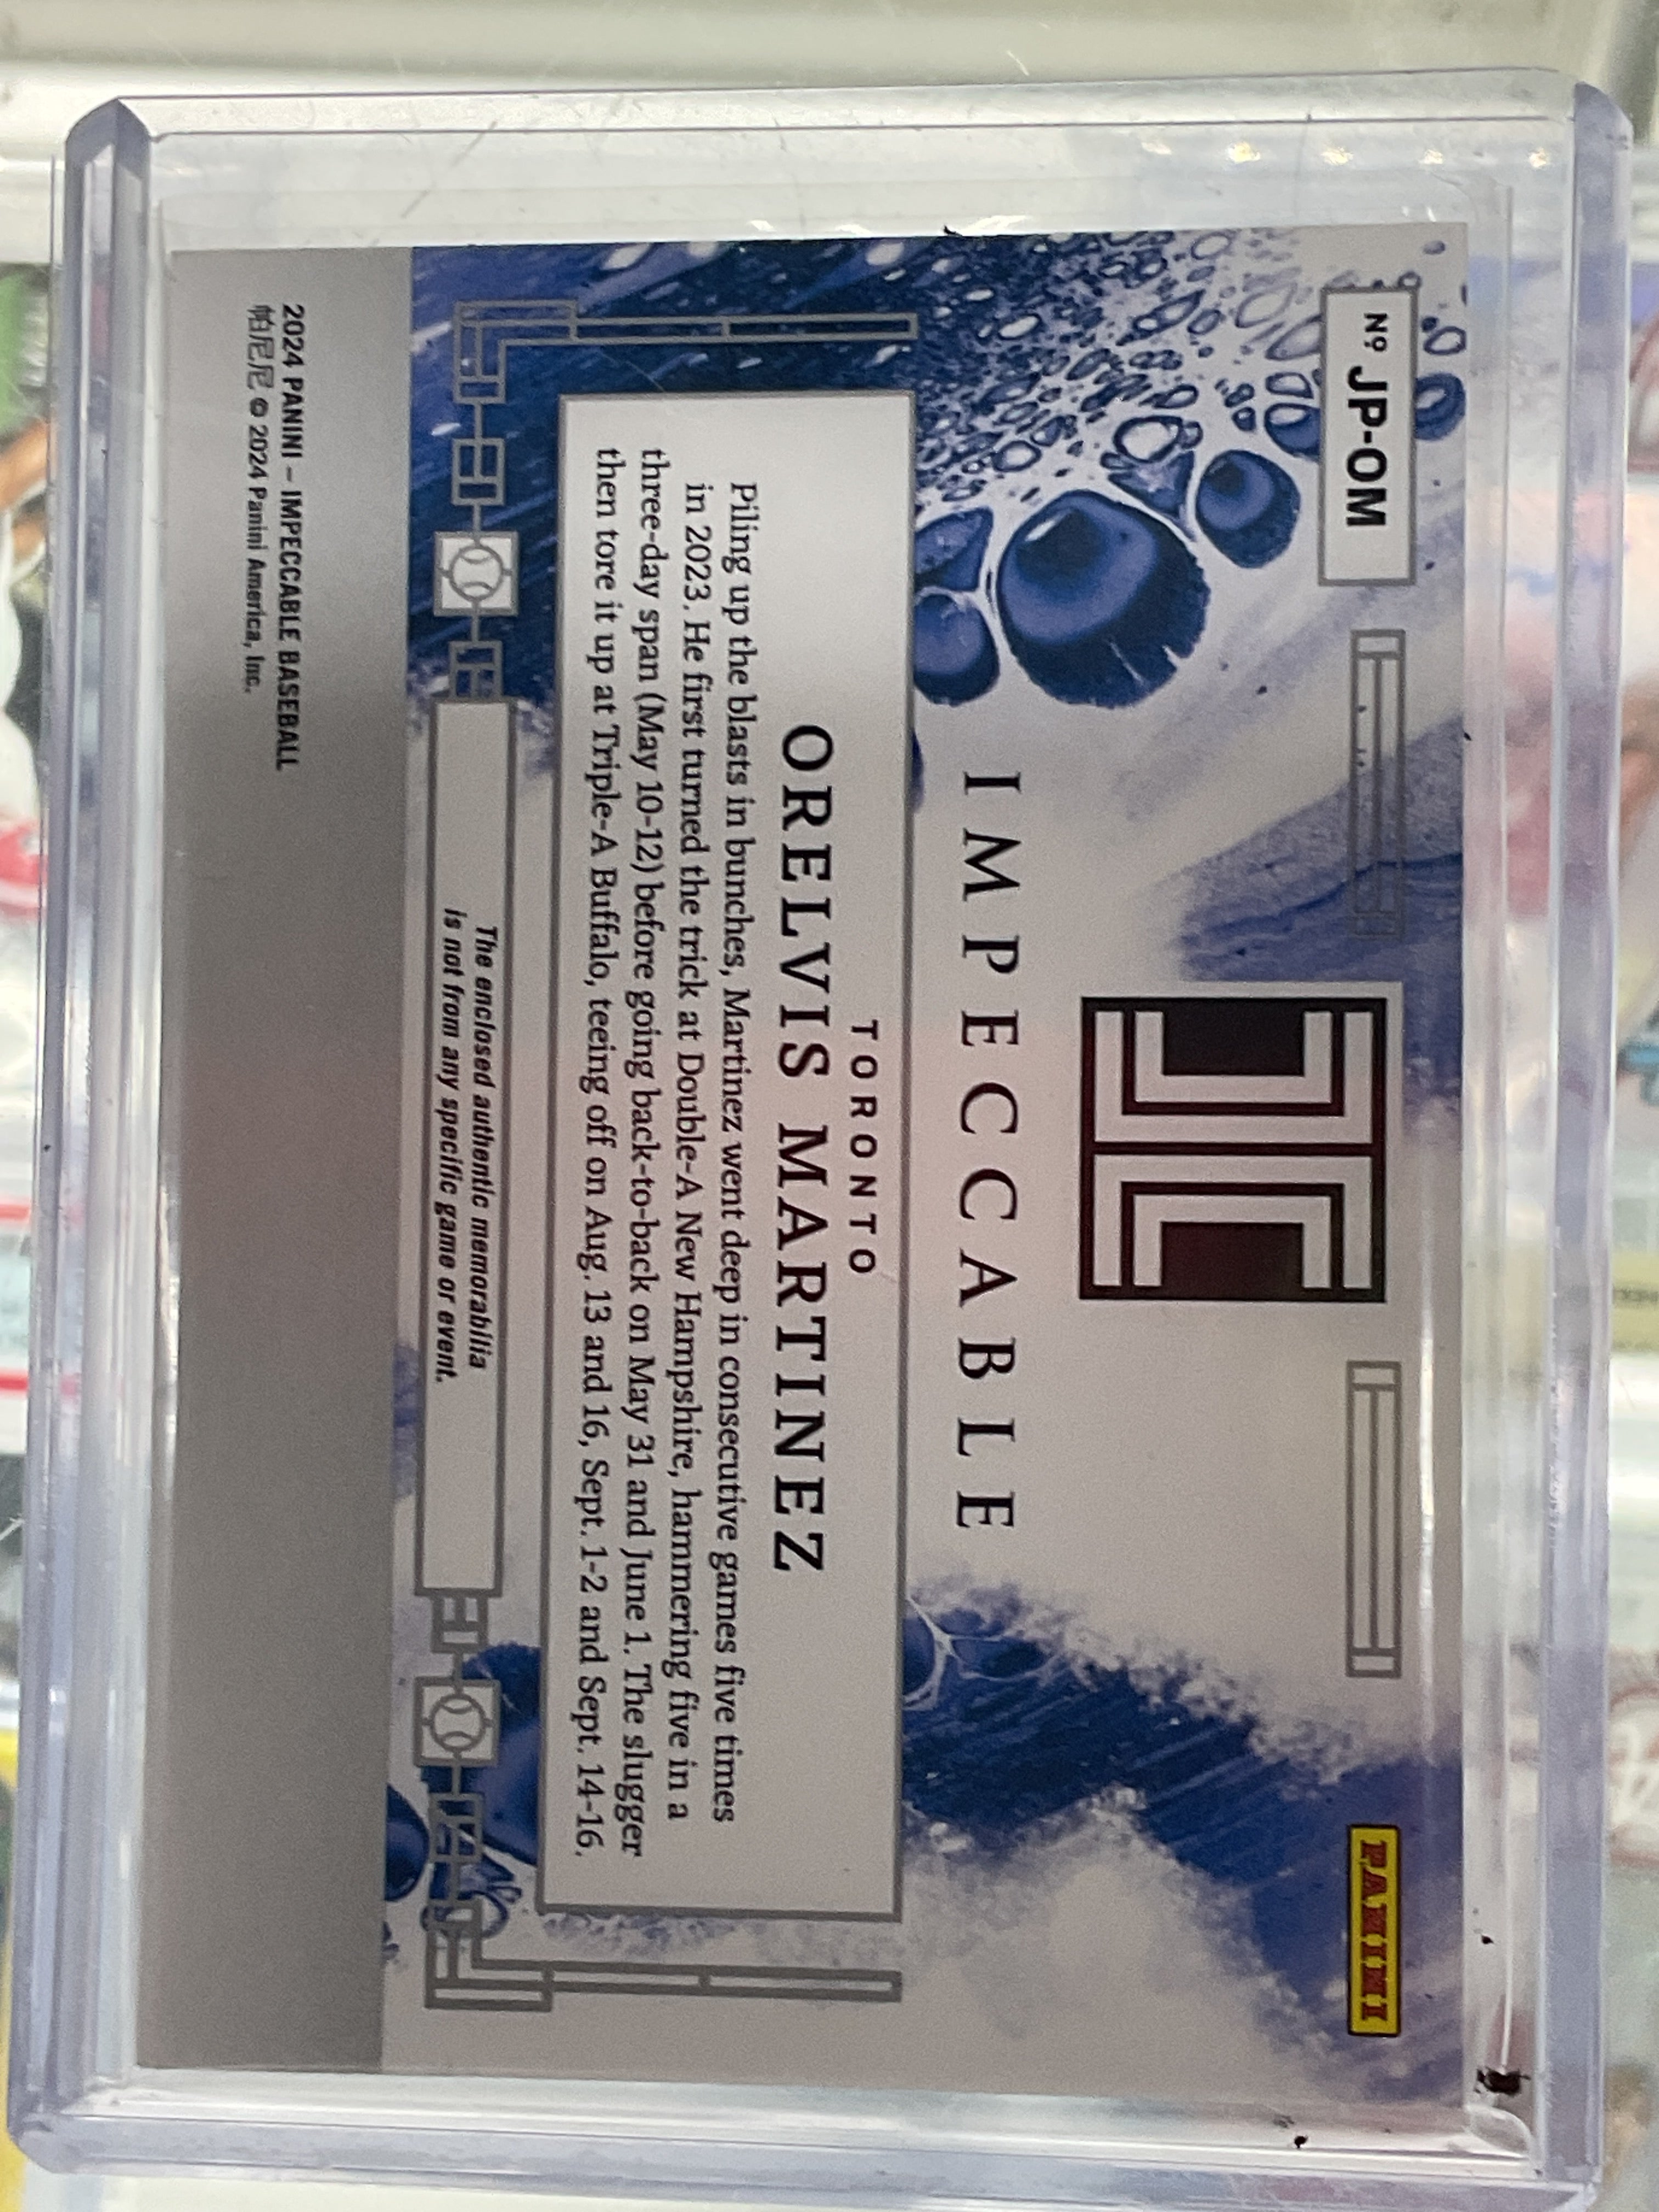 Nº JP-OM
PANINI
IMPECCABLE
TORONTO
ORELVIS MARTINEZ
Piling up the blasts in bunches, Martinez went deep in consecutive games five times
in 2023. He first turned the trick at Double-A New Hampshire, hammering five in a
three-day span (May 10-12) before going back-to-back on May 31 and June 1. The slugger
then tore it up at Triple-A Buffalo, teeing off on Aug. 13 and 16, Sept. 1-2 and Sept. 14-16.
The enclosed authentic memorabilia
is not from any specific game or event.
2024 PANINI – IMPECCABLE BASEBALL
帕尼尼 © 2024 Panini America, Inc.